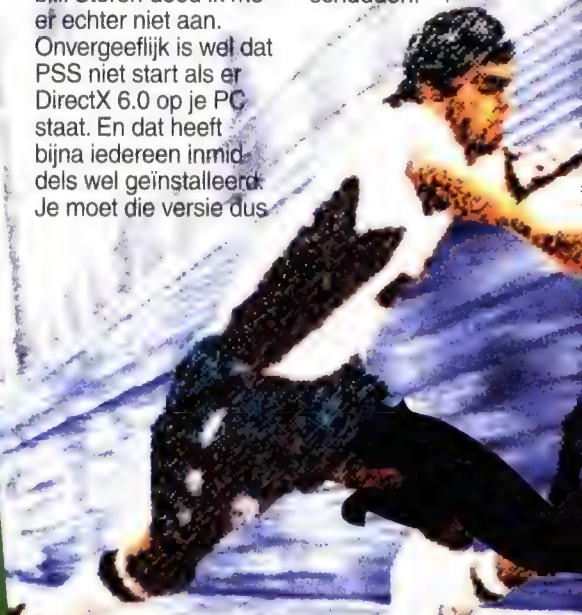 er echter niet aan.
Onvergeeflijk is wel dat
PSS niet start als er
DirectX 6.0 op je PC
staat. En dat heeft
bijna iedereen inmid-
dels wel geïnstalleerd.
Je moet die versie dus